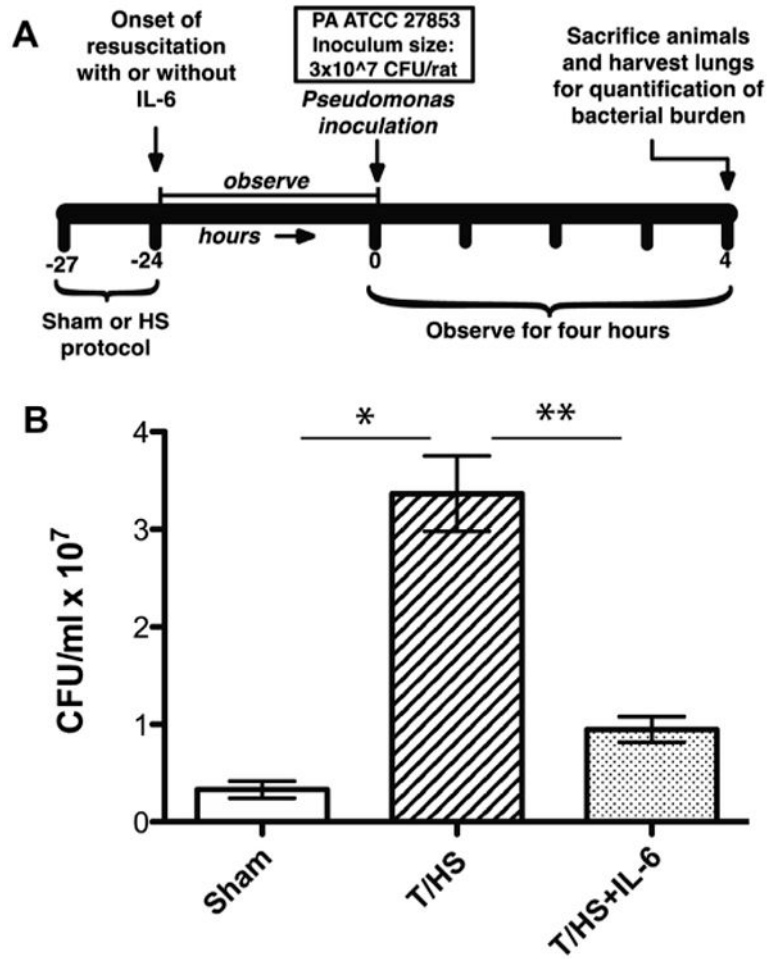 A
Onset of
resuscitation
with or without
IL-6
PA ATCC 27853
Inoculum size:
3x10^7 CFU/rat
Pseudomonas
inoculation
Sacrifice animals
and harvest lungs
for quantification of
bacterial burden
observe
hours
-27
-24
0
4
Sham or HS
protocol
Observe for four hours
B
CFU/ml x 10⁷
4
3
2
1
0
*
**
Sham
T/HS
T/HS+IL-6